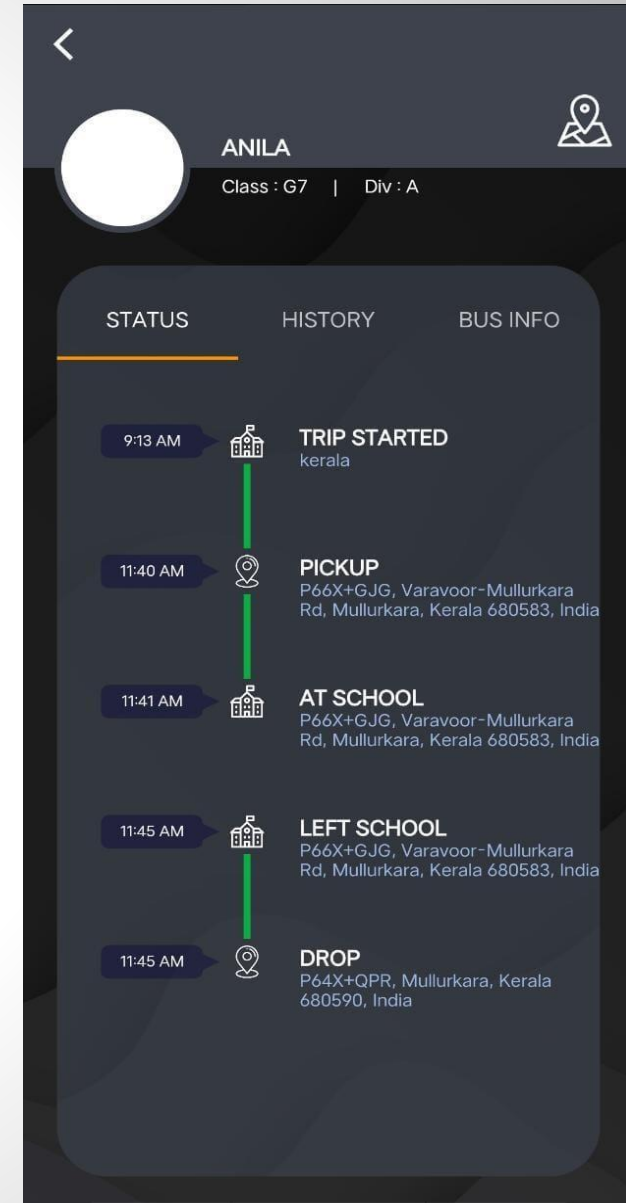 ANILA
Class : G7 | Div : A
STATUS HISTORY BUS INFO
9:13 AM TRIP STARTED
kerala
11:40 AM PICKUP
P66X+GJG, Varavoor-Mullurkara
Rd, Mullurkara, Kerala 680583, India
11:41 AM AT SCHOOL
P66X+GJG, Varavoor-Mullurkara
Rd, Mullurkara, Kerala 680583, India
11:45 AM LEFT SCHOOL
P66X+GJG, Varavoor-Mullurkara
Rd, Mullurkara, Kerala 680583, India
11:45 AM DROP
P64X+QPR, Mullurkara, Kerala
680590, India